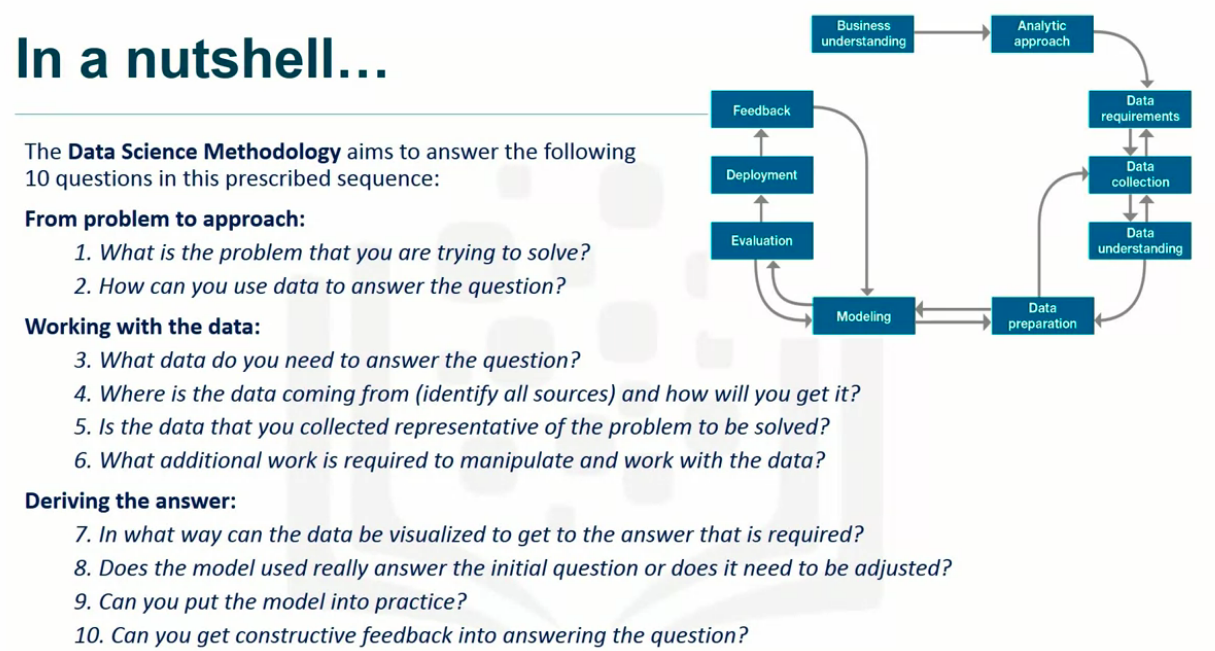 In a nutshell...
The Data Science Methodology aims to answer the following
10 questions in this prescribed sequence:
From problem to approach:
1. What is the problem that you are trying to solve?
2. How can you use data to answer the question?
Working with the data:
3. What data do you need to answer the question?
4. Where is the data coming from (identify all sources) and how will you get it?
5. Is the data that you collected representative of the problem to be solved?
6. What additional work is required to manipulate and work with the data?
Deriving the answer:
7. In what way can the data be visualized to get to the answer that is required?
8. Does the model used really answer the initial question or does it need to be adjusted?
9. Can you put the model into practice?
10. Can you get constructive feedback into answering the question?
Business
understanding
Analytic
approach
Data
requirements
Data
collection
Data
understanding
Data
preparation
Modeling
Evaluation
Deployment
Feedback